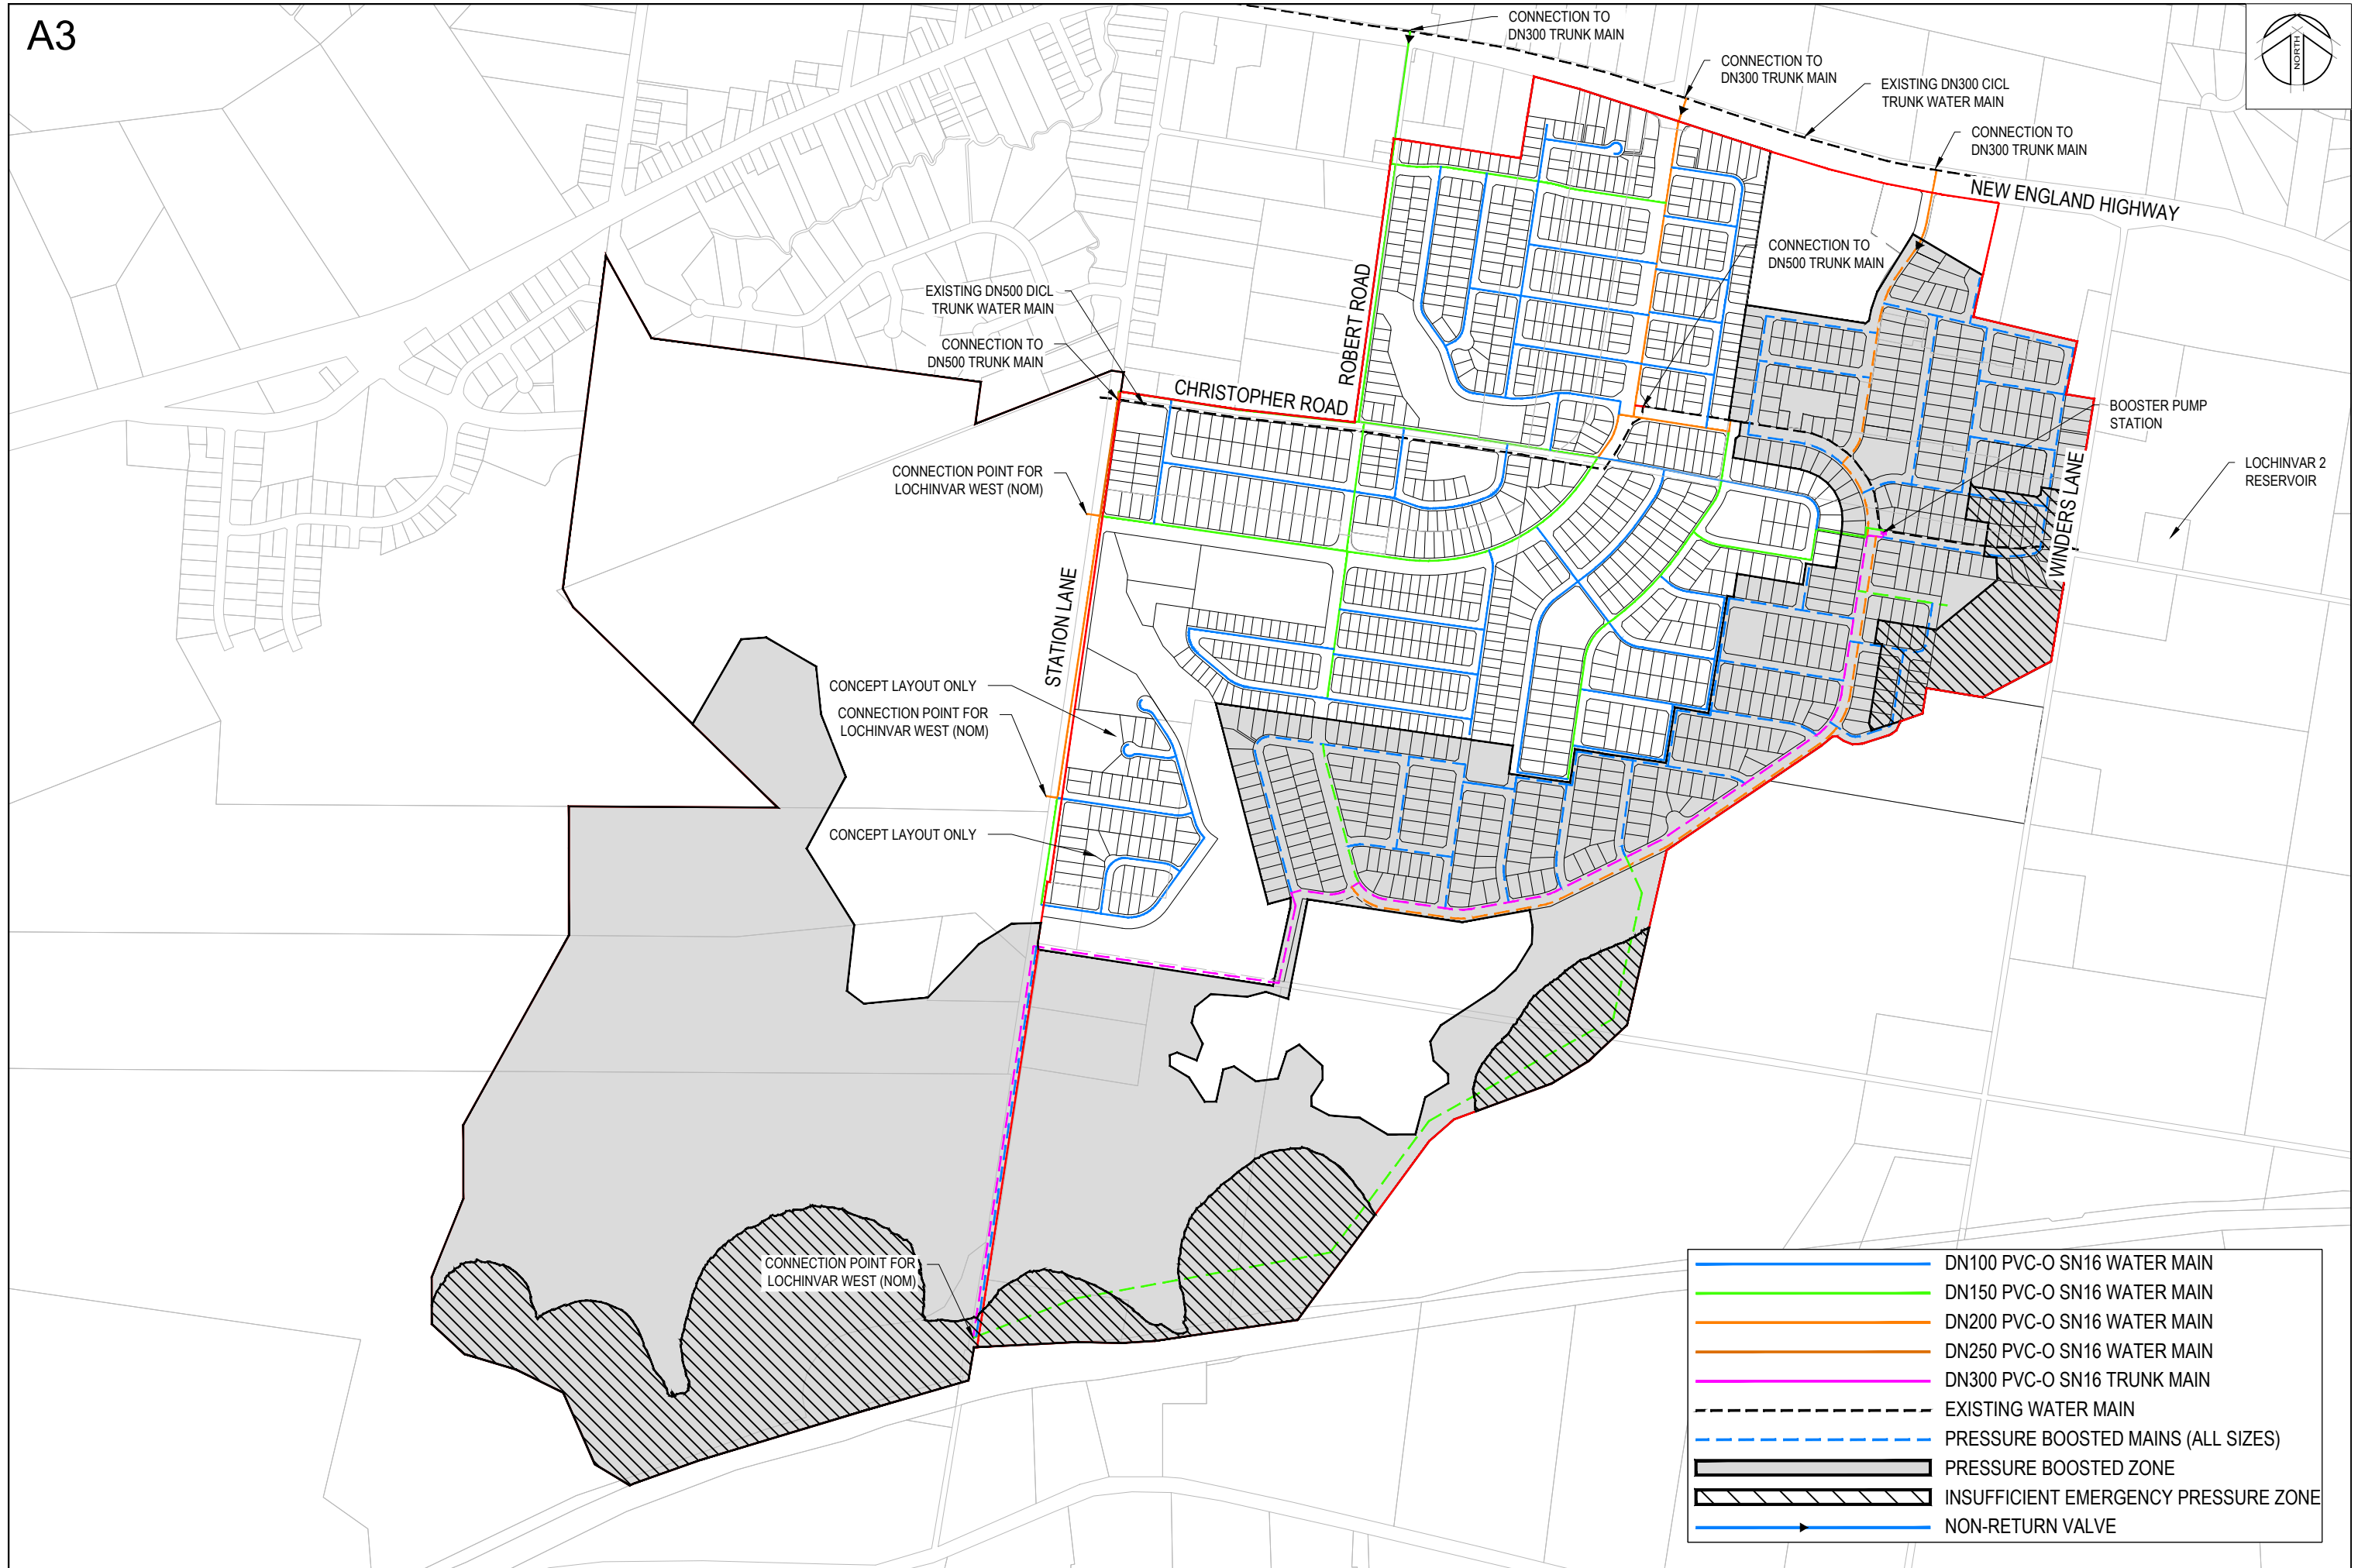 A3
CONNECTION TO
DN300 TRUNK MAIN
CONNECTION TO
DN300 TRUNK MAIN
EXISTING DN300 CICL
TRUNK WATER MAIN
CONNECTION TO
DN300 TRUNK MAIN
NORTH
NEW ENGLAND HIGHWAY
CONNECTION TO
DN500 TRUNK MAIN
EXISTING DN500 DICL
TRUNK WATER MAIN
CONNECTION TO
DN500 TRUNK MAIN
ROBERT ROAD
CHRISTOPHER ROAD
BOOSTER PUMP
STATION
LOCHINVAR 2
RESERVOIR
WINDERS LANE
CONNECTION POINT FOR
LOCHINVAR WEST (NOM)
STATION LANE
CONCEPT LAYOUT ONLY
CONNECTION POINT FOR
LOCHINVAR WEST (NOM)
CONCEPT LAYOUT ONLY
CONNECTION POINT FOR
LOCHINVAR WEST (NOM)
DN100 PVC-O SN16 WATER MAIN
DN150 PVC-O SN16 WATER MAIN
DN200 PVC-O SN16 WATER MAIN
DN250 PVC-O SN16 WATER MAIN
DN300 PVC-O SN16 TRUNK MAIN
EXISTING WATER MAIN
PRESSURE BOOSTED MAINS (ALL SIZES)
PRESSURE BOOSTED ZONE
INSUFFICIENT EMERGENCY PRESSURE ZONE
NON-RETURN VALVE